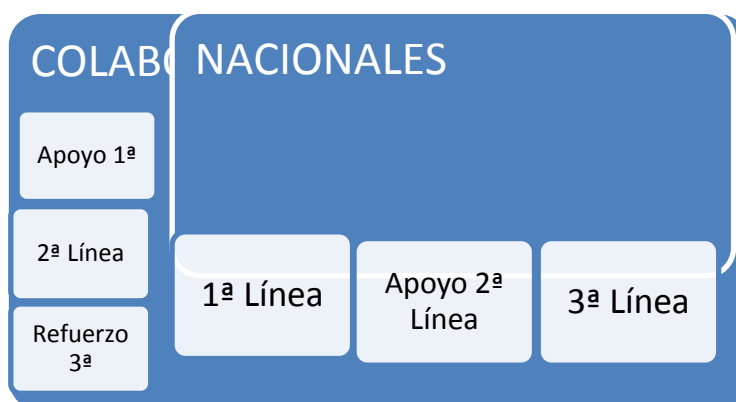 COLABO
NACIONALES
Apoyo 1ª
2ª Línea
Refuerzo
3ª
1ª Línea
Apoyo 2ª
Línea
3ª Línea